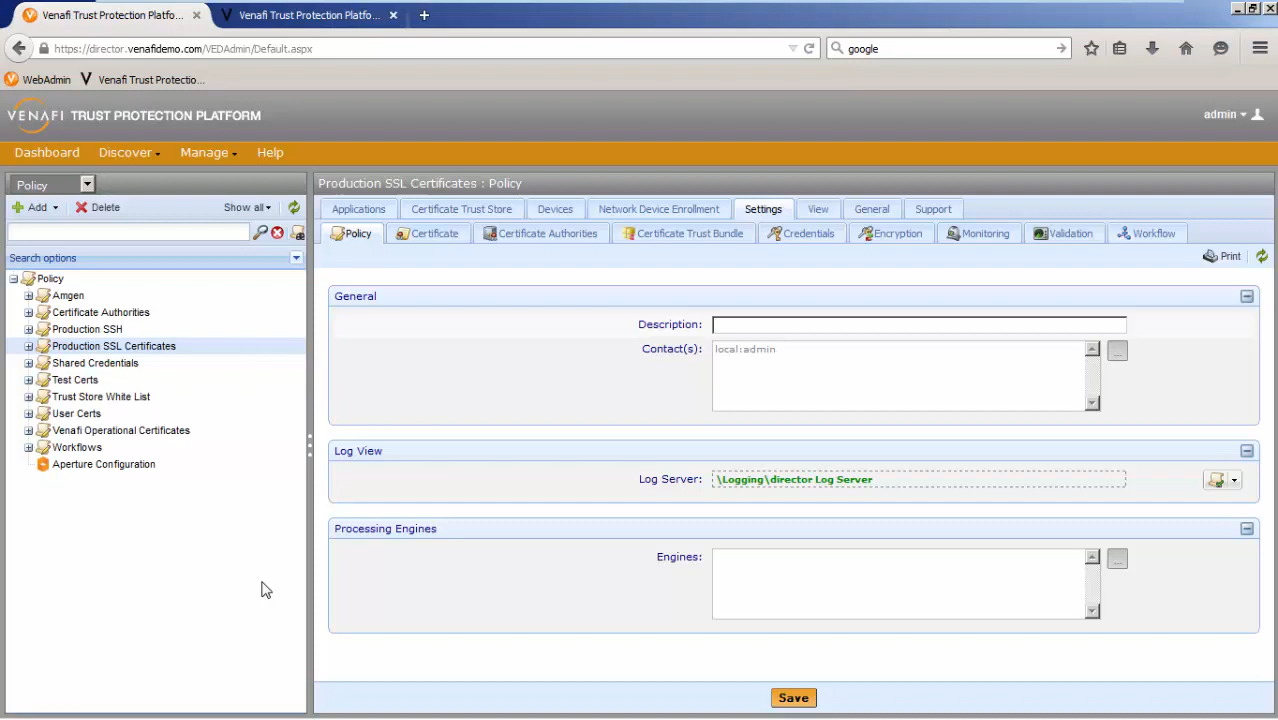 Venafi Trust Protection Platfo... Venafi Trust Protection Platfo...
https://director.venafidemo.com/VEDAdmin/Default.aspx google
WebAdmin Venafi Trust Protectio...
VENAFI TRUST PROTECTION PLATFORM admin
Dashboard Discover Manage Help
Policy
Add Delete Show all
Search options
Policy
Amgen
Certificate Authorities
Production SSH
Production SSL Certificates
Shared Credentials
Test Certs
Trust Store White List
User Certs
Venafi Operational Certificates
Workflows
Aperture Configuration
Production SSL Certificates : Policy
Applications Certificate Trust Store Devices Network Device Enrollment Settings View General Support
Policy Certificate Certificate Authorities Certificate Trust Bundle Credentials Encryption Monitoring Validation Workflow
Print
General
Description:
Contact(s): local:admin ...
Log View
Log Server: \Logging\director Log Server
Processing Engines
Engines: ...
Save